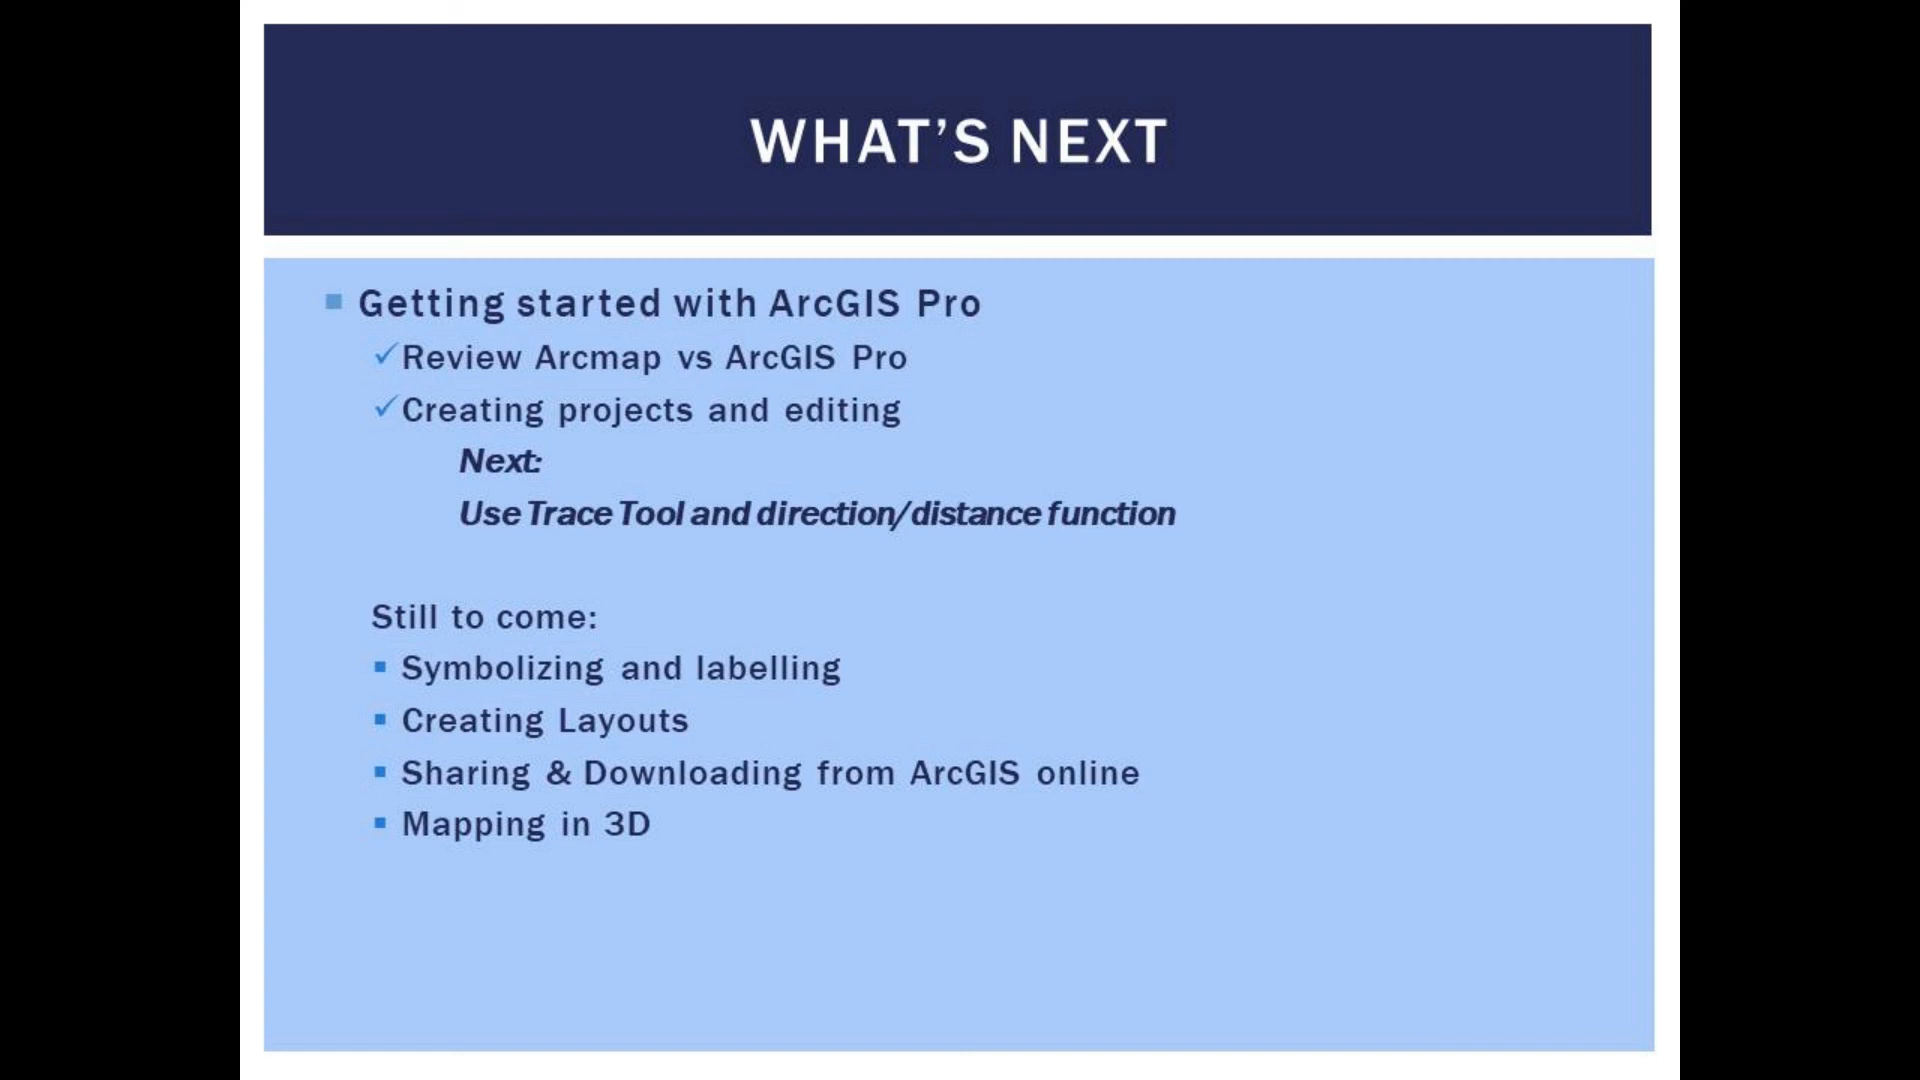 WHAT'S NEXT
Getting started with ArcGIS Pro
Review Arcmap vs ArcGIS Pro
Creating projects and editing
Next:
Use Trace Tool and direction/distance function
Still to come:
Symbolizing and labelling
Creating Layouts
Sharing & Downloading from ArcGIS online
Mapping in 3D